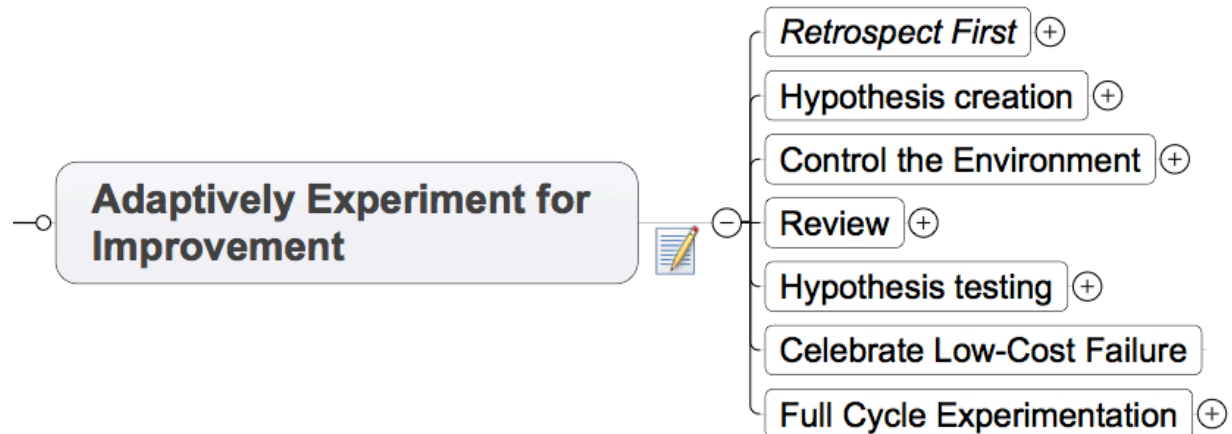 Adaptively Experiment for
Improvement
Retrospect First
Hypothesis creation
Control the Environment
Review
Hypothesis testing
Celebrate Low-Cost Failure
Full Cycle Experimentation